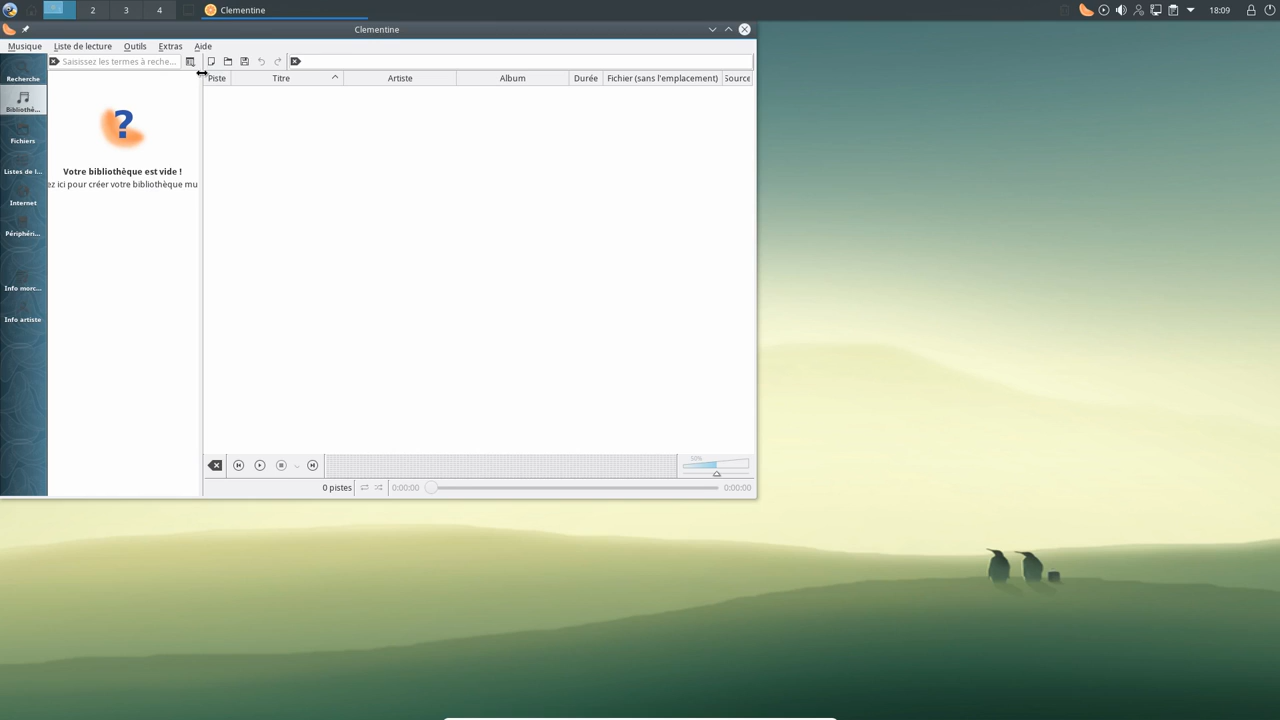 2
3
4
Clementine
18:09
Clementine
Musique
Liste de lecture
Outils
Extras
Aide
Saisissez les termes à reche...
Recherche
Bibliothè...
Fichiers
Listes de l...
Internet
Périphéri...
Info morc...
Info artiste
Votre bibliothèque est vide !
ez ici pour créer votre bibliothèque mu
Piste
Titre
Artiste
Album
Durée
Fichier (sans l'emplacement)
Source
50%
0 pistes
0:00:00
0:00:00